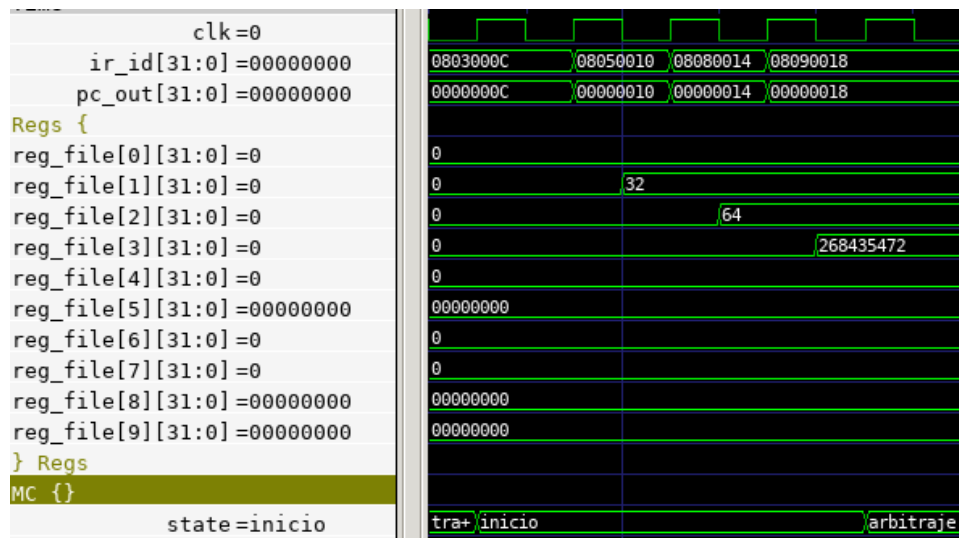 clk=0
ir_id[31:0]=00000000 0803000C 08050010 08080014 08090018
pc_out[31:0]=00000000 0000000C 00000010 00000014 00000018
Regs {
reg_file[0][31:0]=0 0
reg_file[1][31:0]=0 0 32
reg_file[2][31:0]=0 0 64
reg_file[3][31:0]=0 0 268435472
reg_file[4][31:0]=0 0
reg_file[5][31:0]=00000000 00000000
reg_file[6][31:0]=0 0
reg_file[7][31:0]=0 0
reg_file[8][31:0]=00000000 00000000
reg_file[9][31:0]=00000000 00000000
} Regs
MC {}
state=inicio tra+ inicio arbitraje